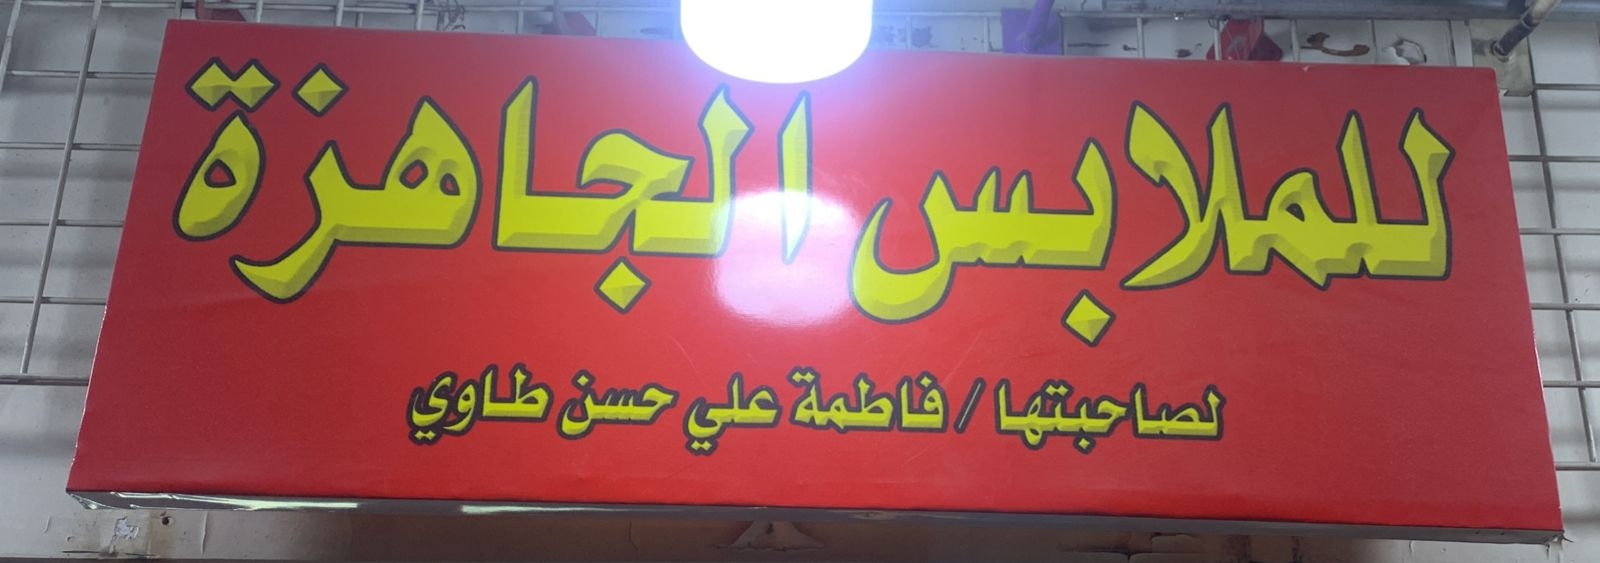 للملابس الجاهزة
لصاحبتها / فاطمة علي حسن طاوي